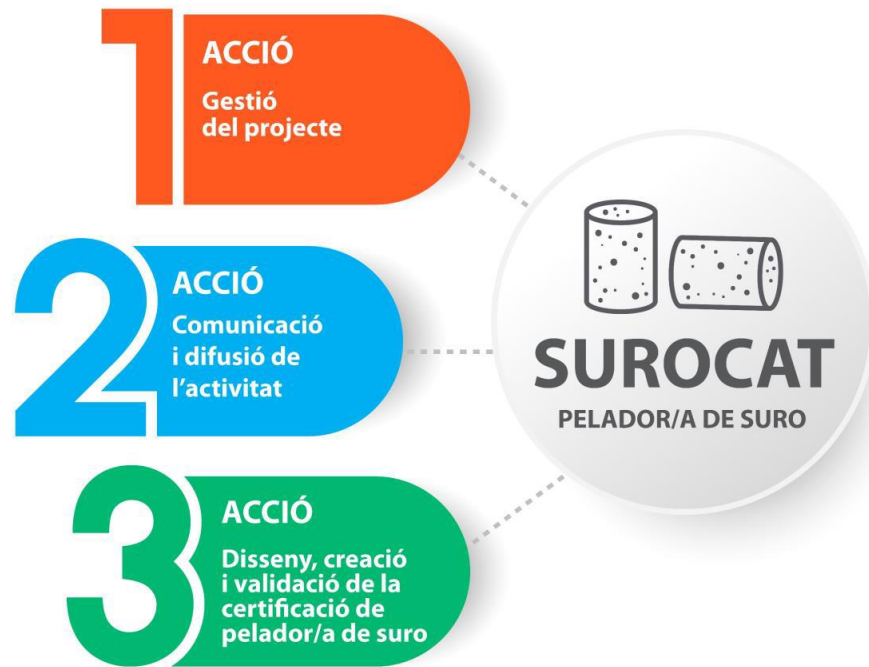 1
ACCIÓ
Gestió
del projecte
2
ACCIÓ
Comunicació
i difusió de
l'activitat
3
ACCIÓ
Disseny, creació
i validació de la
certificació de
pelador/a de suro
SUROCAT
PELADOR/A DE SURO